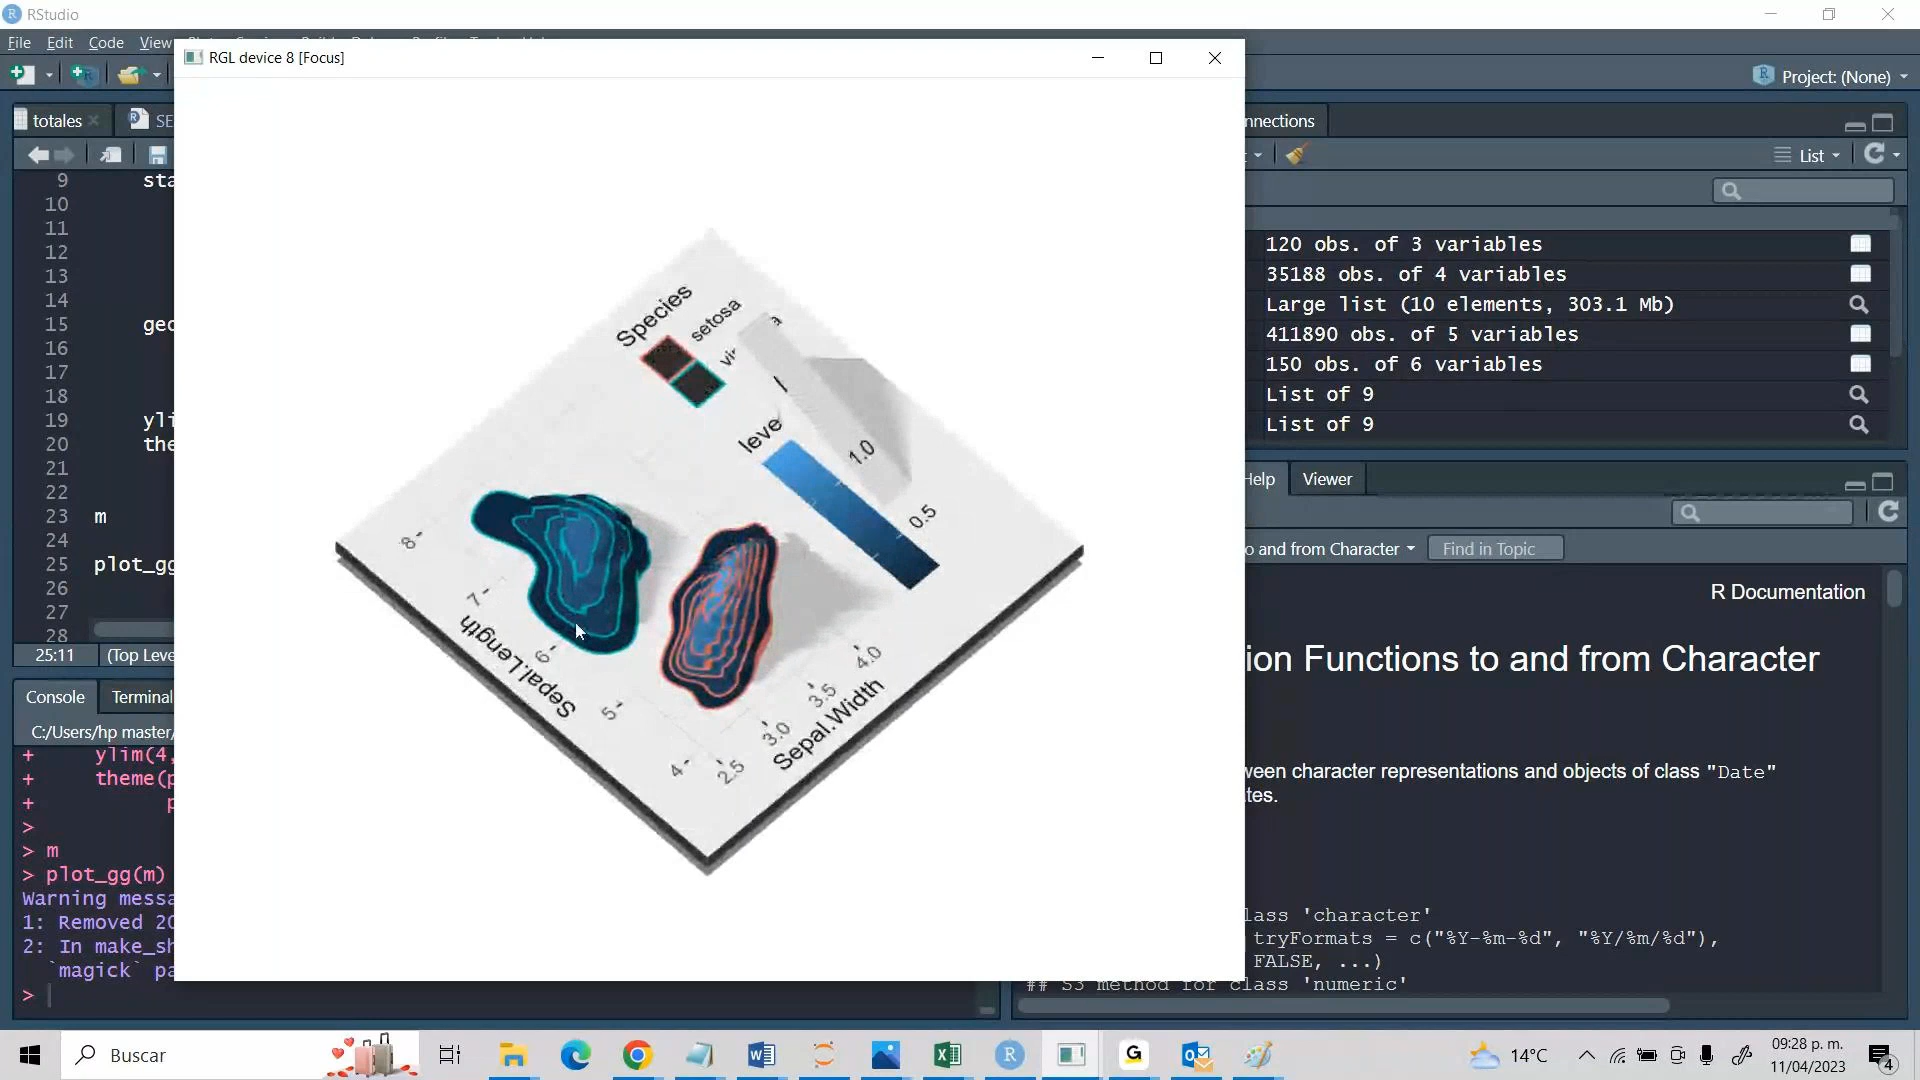 RStudio
File Edit Code View
RGL device 8 [Focus]
Project: (None)
totales
SE
nnections
List
9 sta
10
11
12
13
14
15 geo
16
17
18
19 yli
20 the
21
22
23 m
24
25 plot_gg
26
27
28
25:11 (Top Leve
120 obs. of 3 variables
35188 obs. of 4 variables
Large list (10 elements, 303.1 Mb)
411890 obs. of 5 variables
150 obs. of 6 variables
List of 9
List of 9
Species
setosa
vir
a
leve
1.0
0.5
8
7
6
5
4
Sepal.Length
2.5
3.0
3.5
4.0
Sepal.Width
Help Viewer
o and from Character
Find in Topic
R Documentation
ion Functions to and from Character
ween character representations and objects of class "Date"
tes.
lass 'character'
tryFormats = c("%Y-%m-%d", "%Y/%m/%d"),
FALSE, ...)
## S3 method for class 'numeric'
Console Terminal
C:/Users/hp master/
+ ylim(4,
+ theme(p
+ p
>
> m
> plot_gg(m)
Warning messa
1: Removed 20
2: In make_sh
`magick` pa
>
Buscar
14°C
09:28 p. m.
11/04/2023
4